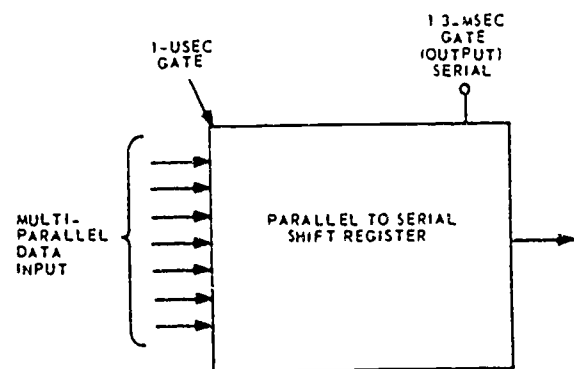 1-USEC
GATE
1 3-MSEC
GATE
(OUTPUT)
SERIAL
MULTI-
PARALLEL
DATA
INPUT
PARALLEL TO SERIAL
SHIFT REGISTER